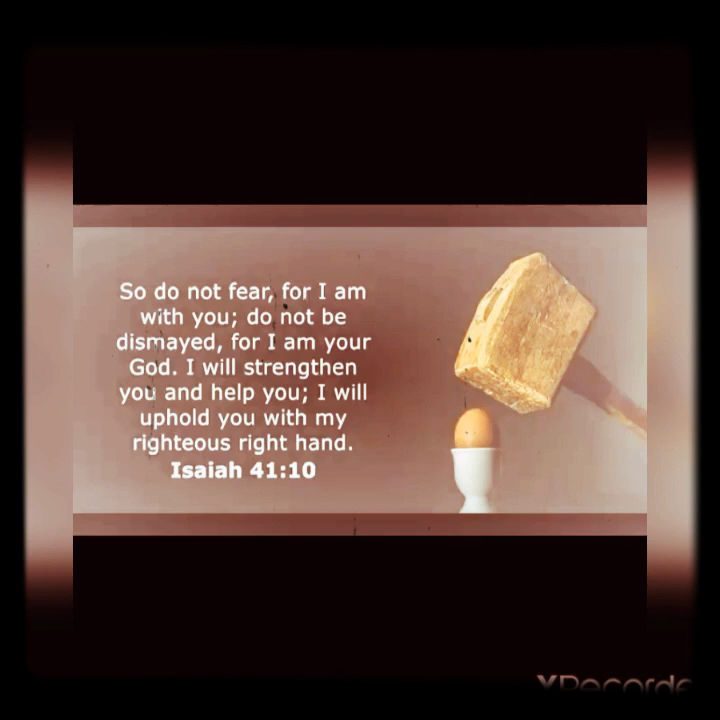 So do not fear, for I am
with you; do not be
dismayed, for I am your
God. I will strengthen
you and help you; I will
uphold you with my
righteous right hand.
Isaiah 41:10